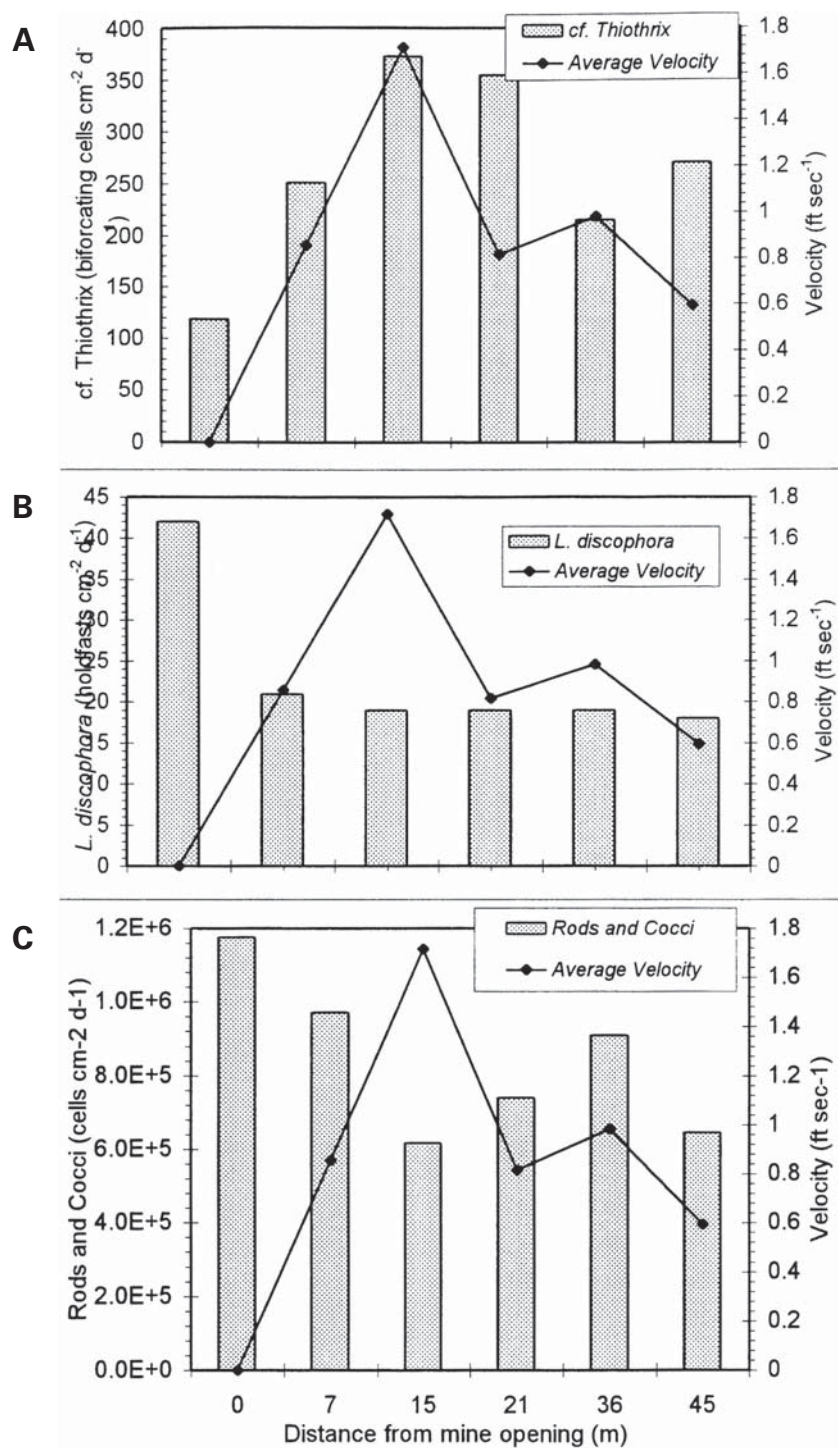 A
cf. Thiothrix (biforcating cells cm-2 d-
1)
400
350
300
250
200
150
100
50
0
cf. Thiothrix
Average Velocity
1.8
1.6
1.4
1.2
1
0.8
0.6
0.4
0.2
0
Velocity (ft sec-1)
B
L. discophora (holdfasts cm-2 d-1)
45
40
35
30
25
20
15
10
5
0
L. discophora
Average Velocity
1.8
1.6
1.4
1.2
1
0.8
0.6
0.4
0.2
0
Velocity (ft sec-1)
C
Rods and Cocci (cells cm-2 d-1)
1.2E+6
1.0E+6
8.0E+5
6.0E+5
4.0E+5
2.0E+5
0.0E+0
Rods and Cocci
Average Velocity
1.8
1.6
1.4
1.2
1
0.8
0.6
0.4
0.2
0
Velocity (ft sec-1)
0 7 15 21 36 45
Distance from mine opening (m)